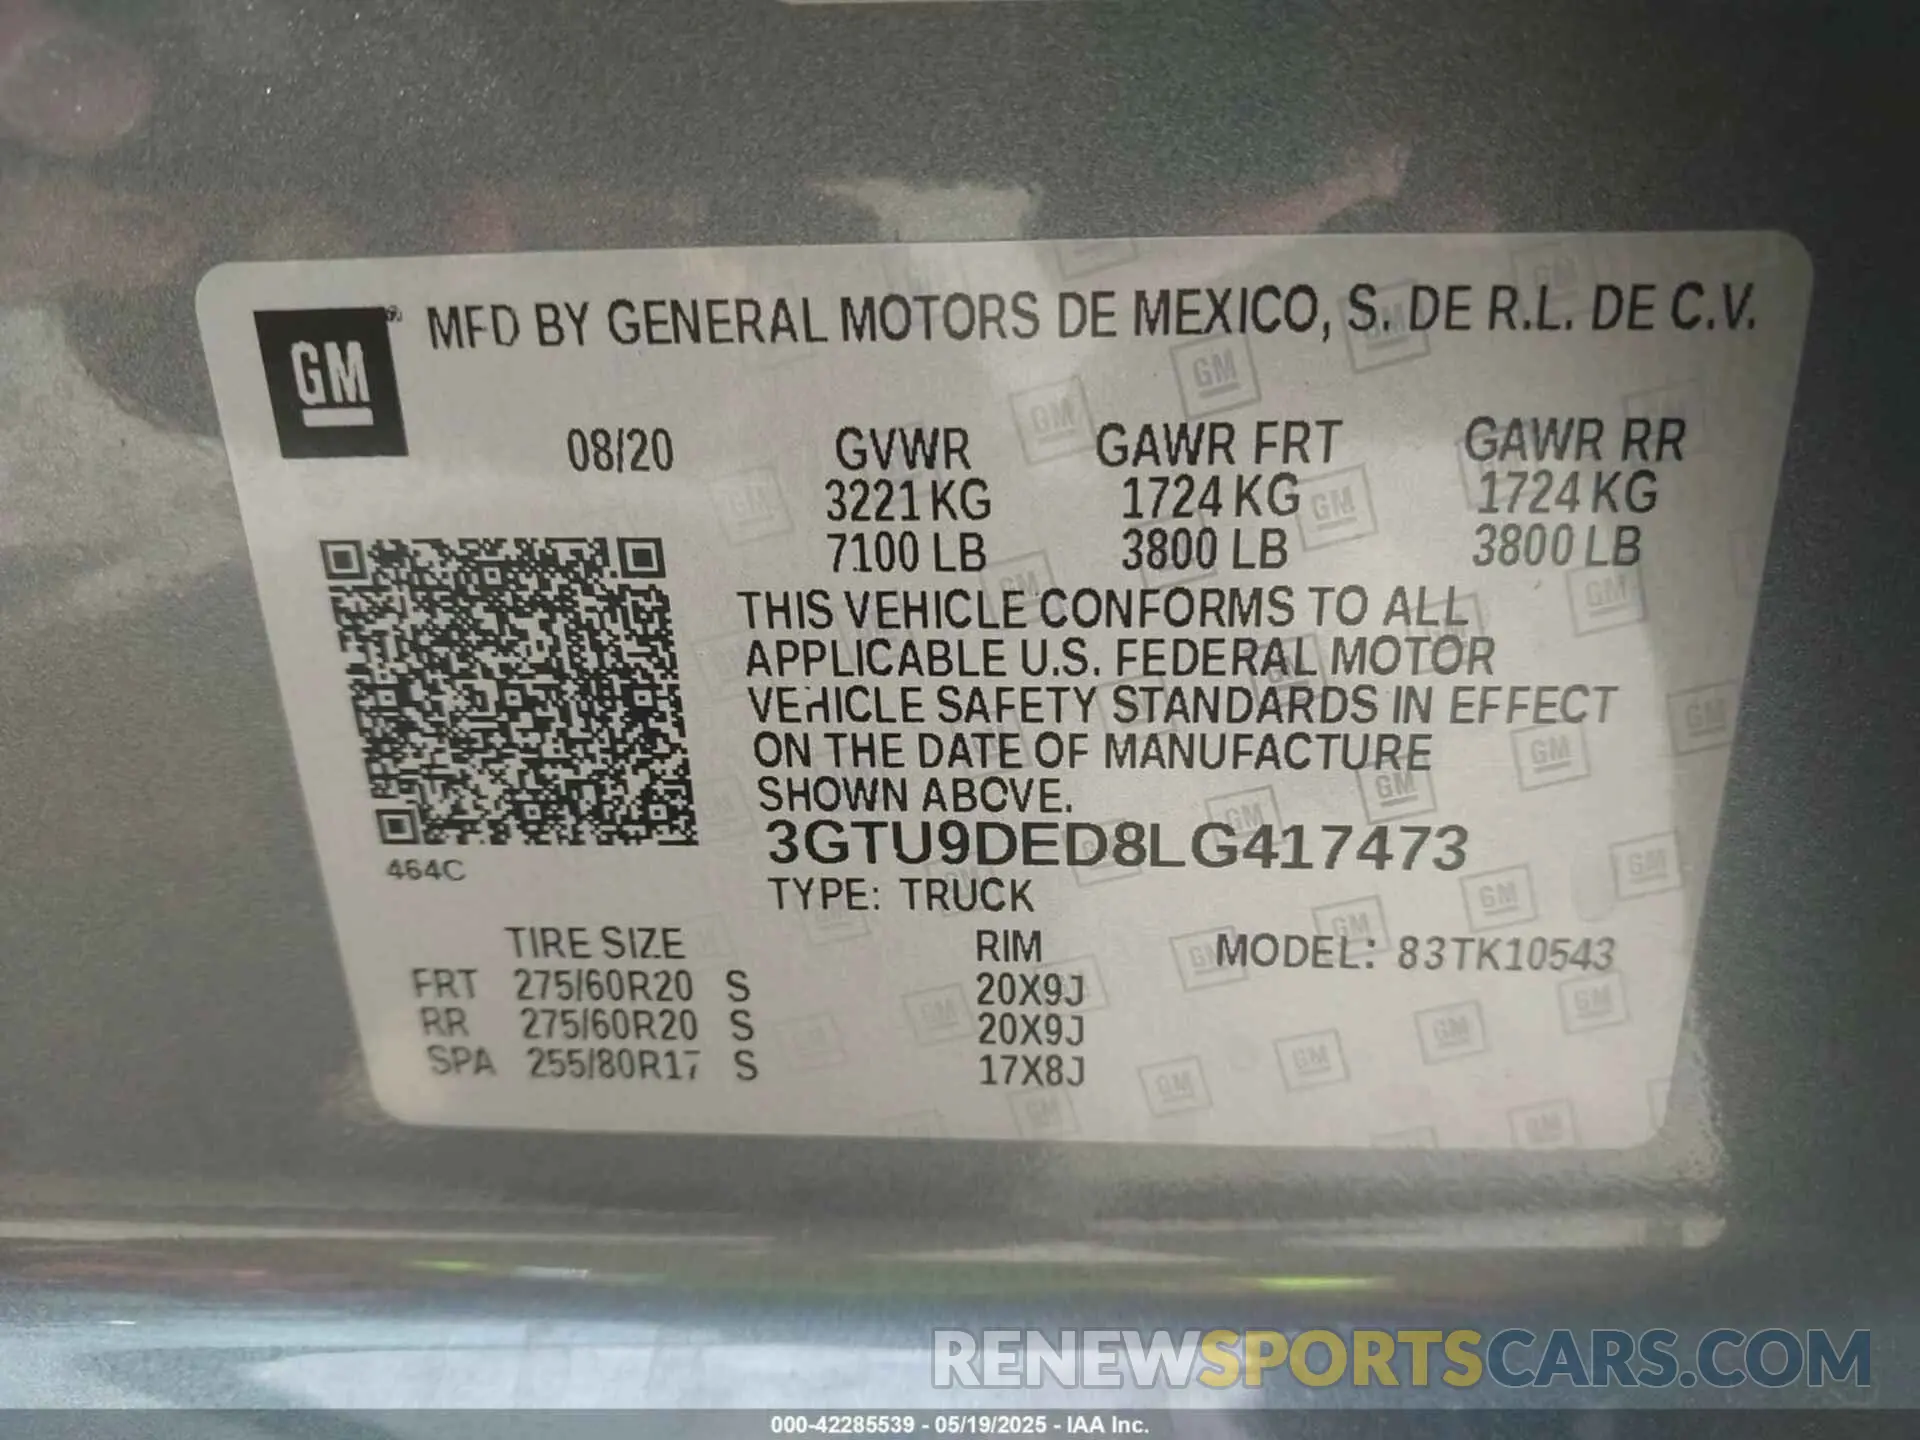 GM
MFD BY GENERAL MOTORS DE MEXICO, S. DE R.L. DE C.V.
08/20 GVWR GAWR FRT GAWR RR
3221 KG 1724 KG 1724 KG
7100 LB 3800 LB 3800 LB
THIS VEHICLE CONFORMS TO ALL
APPLICABLE U.S. FEDERAL MOTOR
VEHICLE SAFETY STANDARDS IN EFFECT
ON THE DATE OF MANUFACTURE
SHOWN ABOVE.
3GTU9DED8LG417473
464C
TYPE: TRUCK
TIRE SIZE RIM MODEL: 83TK10543
FRT 275/60R20 S 20X9J
RR 275/60R20 S 20X9J
SPA 255/80R17 S 17X8J
RENEWSPORTSCARS.COM
000-42285539 - 05/19/2025 - IAA Inc.